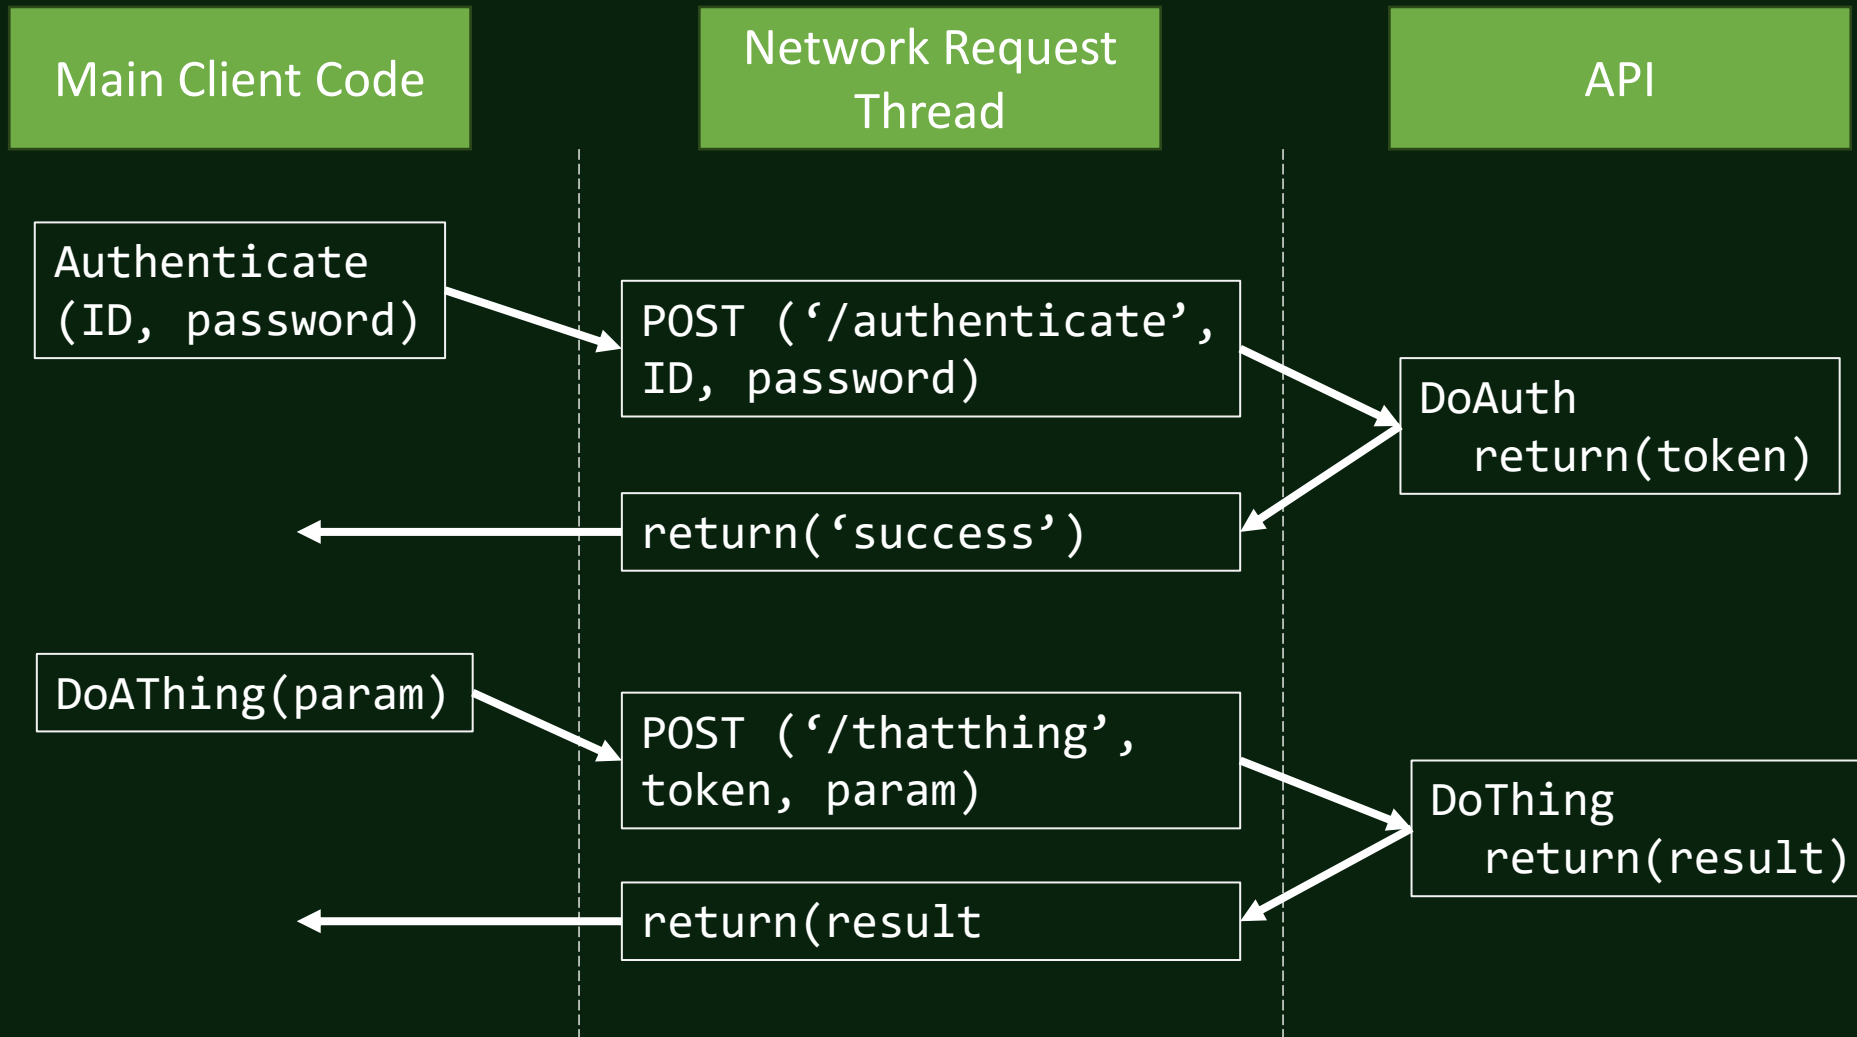 Main Client Code
Network Request
Thread
API
Authenticate
(ID, password)
POST (‘/authenticate’,
ID, password)
DoAuth
return(token)
return(‘success’)
DoAThing(param)
POST (‘/thatthing’,
token, param)
DoThing
return(result)
return(result